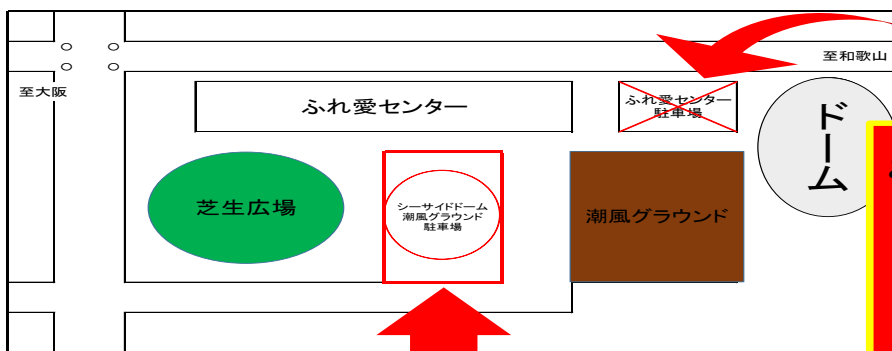 至和歌山
至大阪
ふれ愛センター
ふれ愛センター
駐車場
ドーム
芝生広場
シーサイドドーム
潮風グラウンド
駐車場
潮風グラウンド